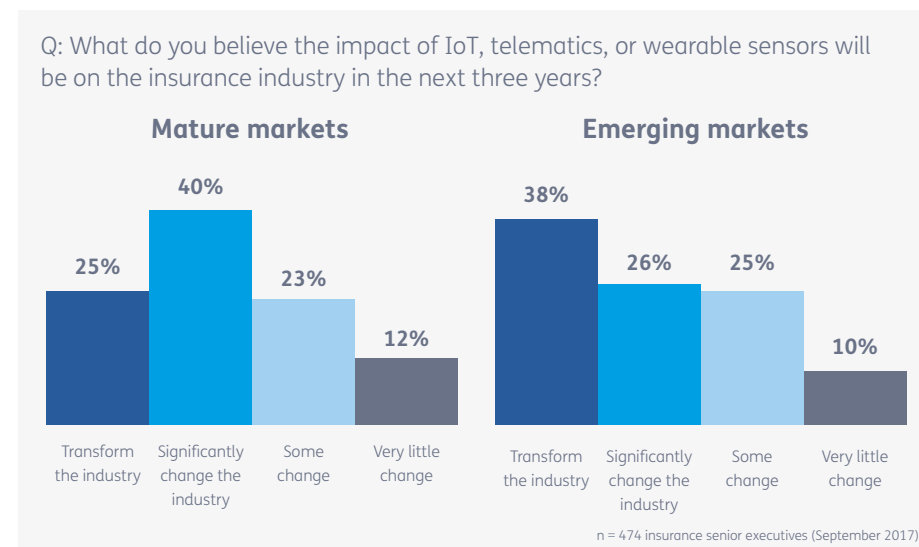 Q: What do you believe the impact of IoT, telematics, or wearable sensors will
be on the insurance industry in the next three years?
Mature markets
40%
25%
23%
12%
Transform
the industry
Significantly
change the
industry
Some
change
Very little
change
Emerging markets
38%
26%
25%
10%
Transform
the industry
Significantly
change the
industry
Some
change
Very little
change
n = 474 insurance senior executives (September 2017)